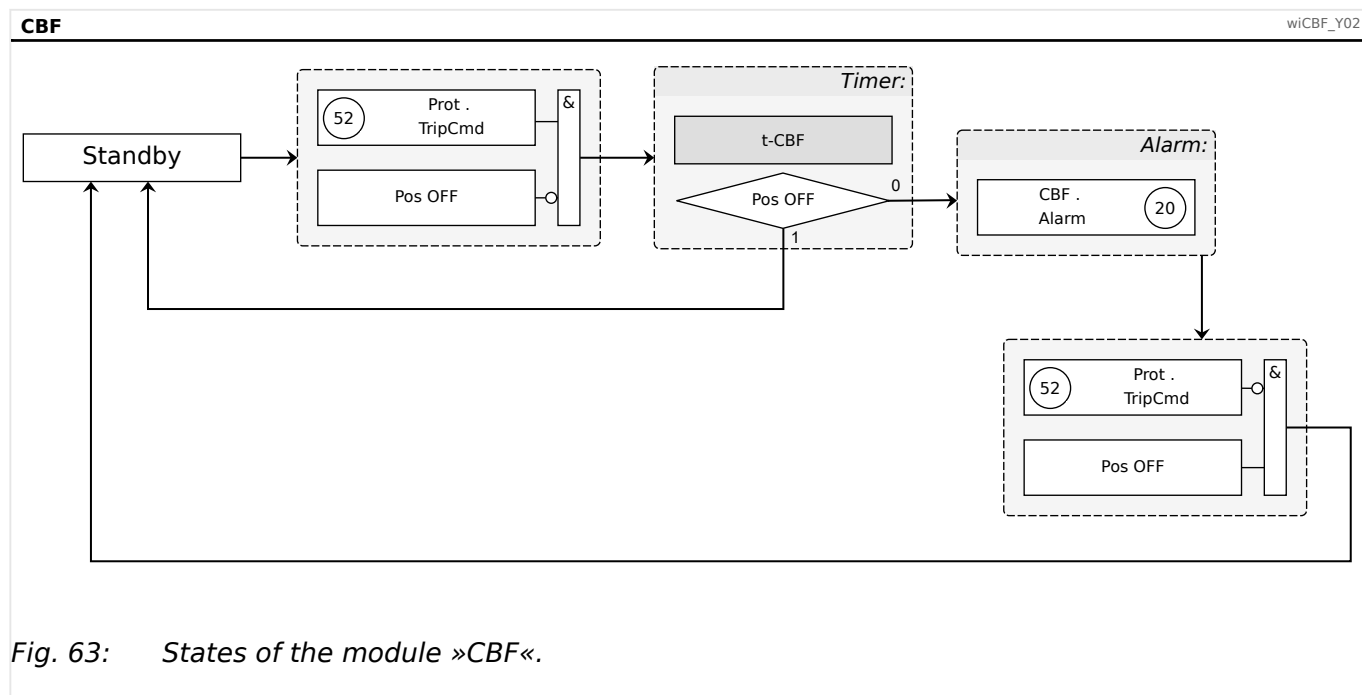 CBF
wiCBF_Y02
Standby
52
Prot .
TripCmd
Pos OFF
&
Timer:
t-CBF
Pos OFF
0
1
Alarm:
CBF .
Alarm
20
52
Prot .
TripCmd
Pos OFF
&
Fig. 63: States of the module »CBF«.